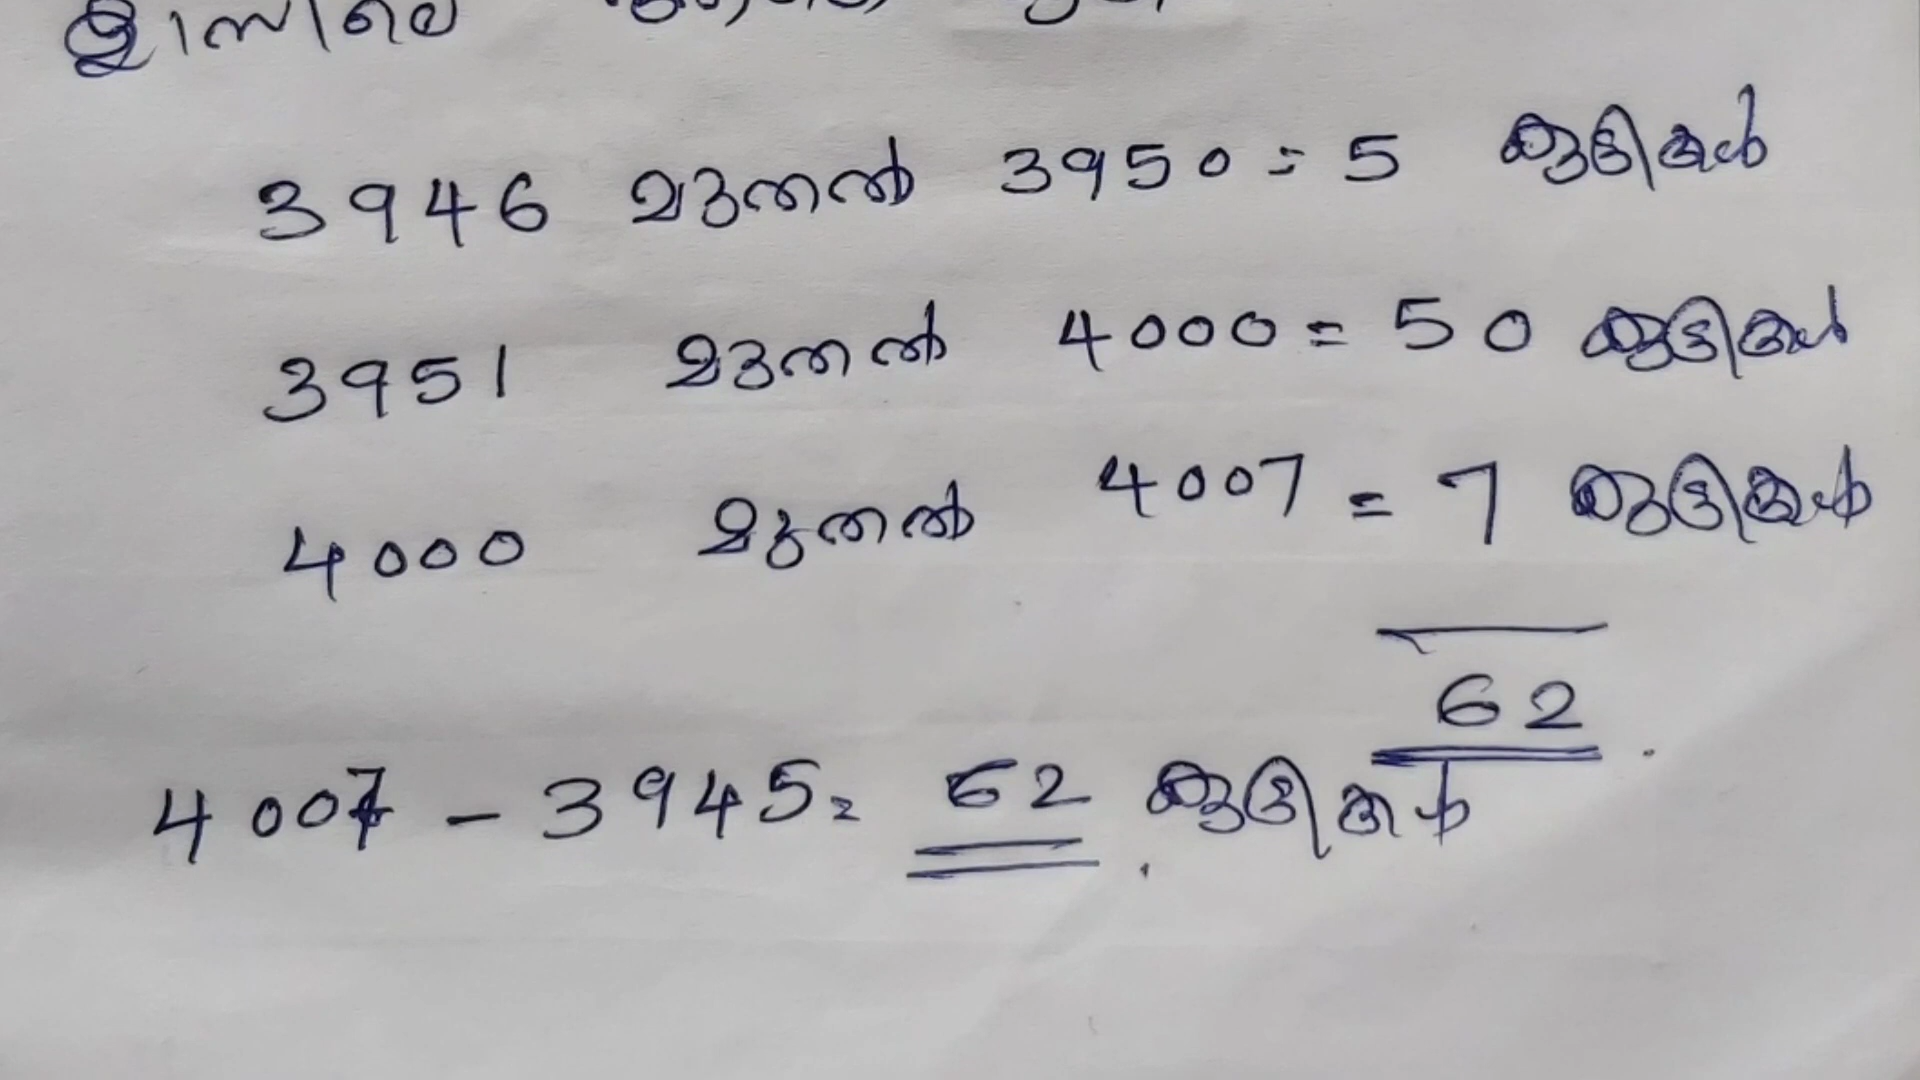 ക്ലാസിലെ
3946 മുതൽ 3950 = 5 കുട്ടികൾ
3951 മുതൽ 4000 = 50 കുട്ടികൾ
4000 മുതൽ 4007 = 7 കുട്ടികൾ
62
4007 - 3945 = 62 കുട്ടികൾ